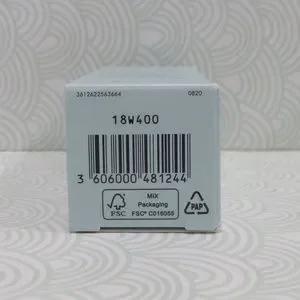 3612622563664 0820
18W400
3 606000 481244
FSC MIX
Packaging
FSC® C016055
PAP